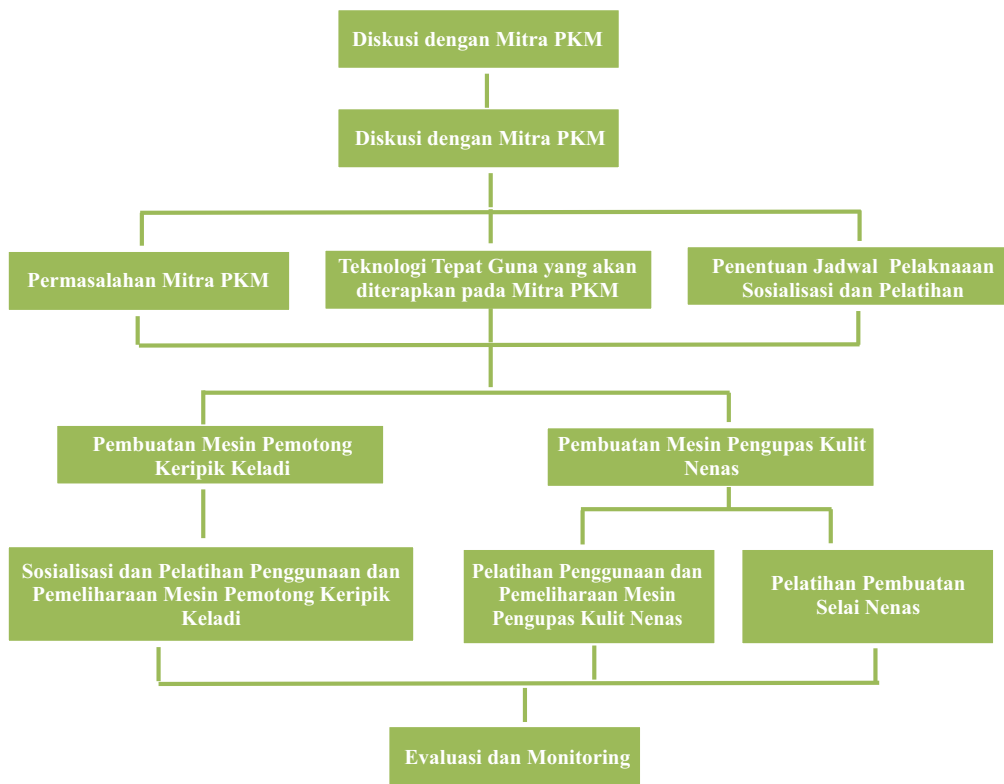 Diskusi dengan Mitra PKM
Diskusi dengan Mitra PKM
Permasalahan Mitra PKM
Teknologi Tepat Guna yang akan
diterapkan pada Mitra PKM
Penentuan Jadwal Pelaknaaan
Sosialisasi dan Pelatihan
Pembuatan Mesin Pemotong
Keripik Keladi
Pembuatan Mesin Pengupas Kulit
Nenas
Sosialisasi dan Pelatihan Penggunaan dan
Pemeliharaan Mesin Pemotong Keripik
Keladi
Pelatihan Penggunaan dan
Pemeliharaan Mesin
Pengupas Kulit Nenas
Pelatihan Pembuatan
Selai Nenas
Evaluasi dan Monitoring